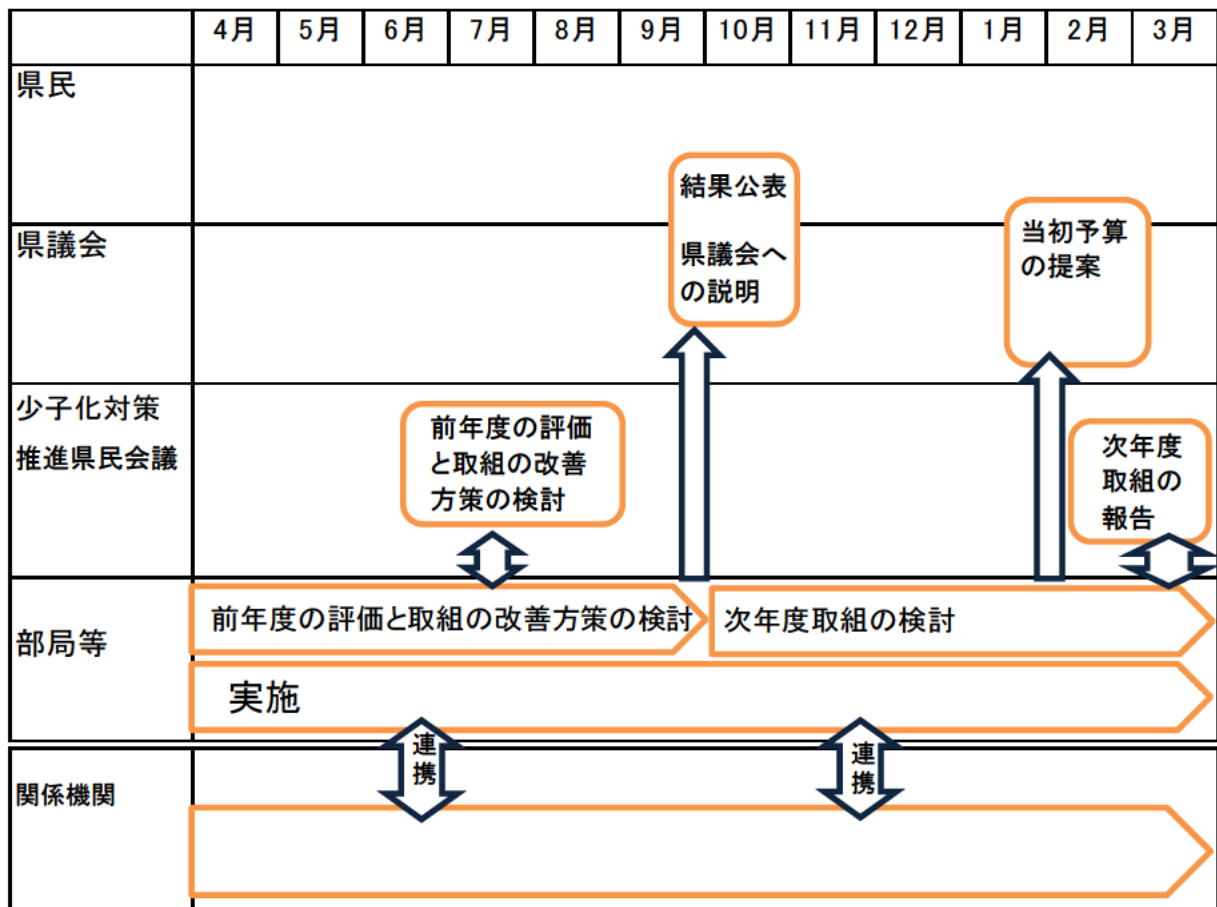 4月 5月 6月 7月 8月 9月 10月 11月 12月 1月 2月 3月
県民
結果公表
県議会へ
の説明
県議会
当初予算
の提案
少子化対策
推進県民会議
前年度の評価
と取組の改善
方策の検討
次年度
取組の
報告
部局等
前年度の評価と取組の改善方策の検討
次年度取組の検討
実施
連携
連携
関係機関